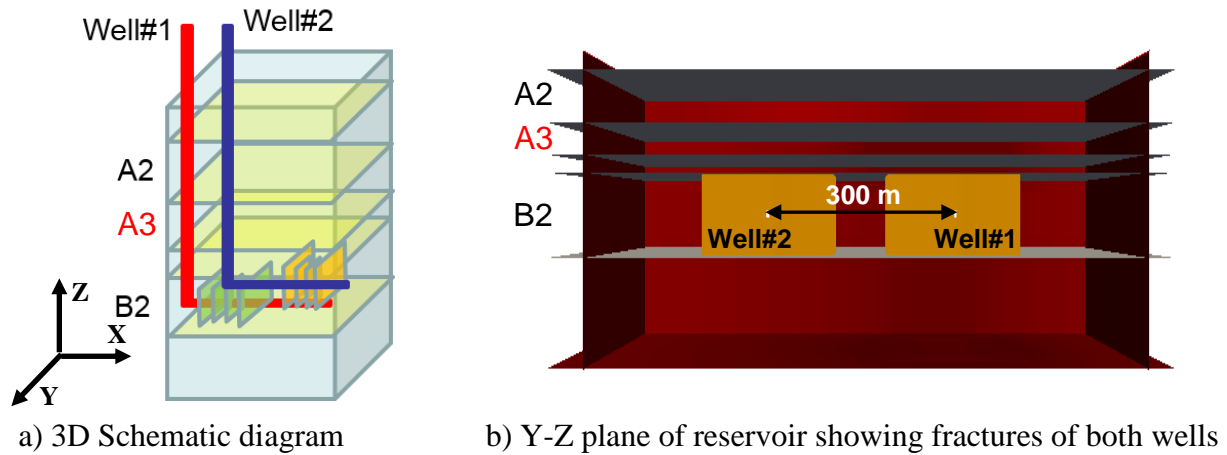 Well#1
Well#2
A2
A3
B2
Z
X
Y
A2
A3
B2
300 m
Well#2
Well#1
a) 3D Schematic diagram
b) Y-Z plane of reservoir showing fractures of both wells